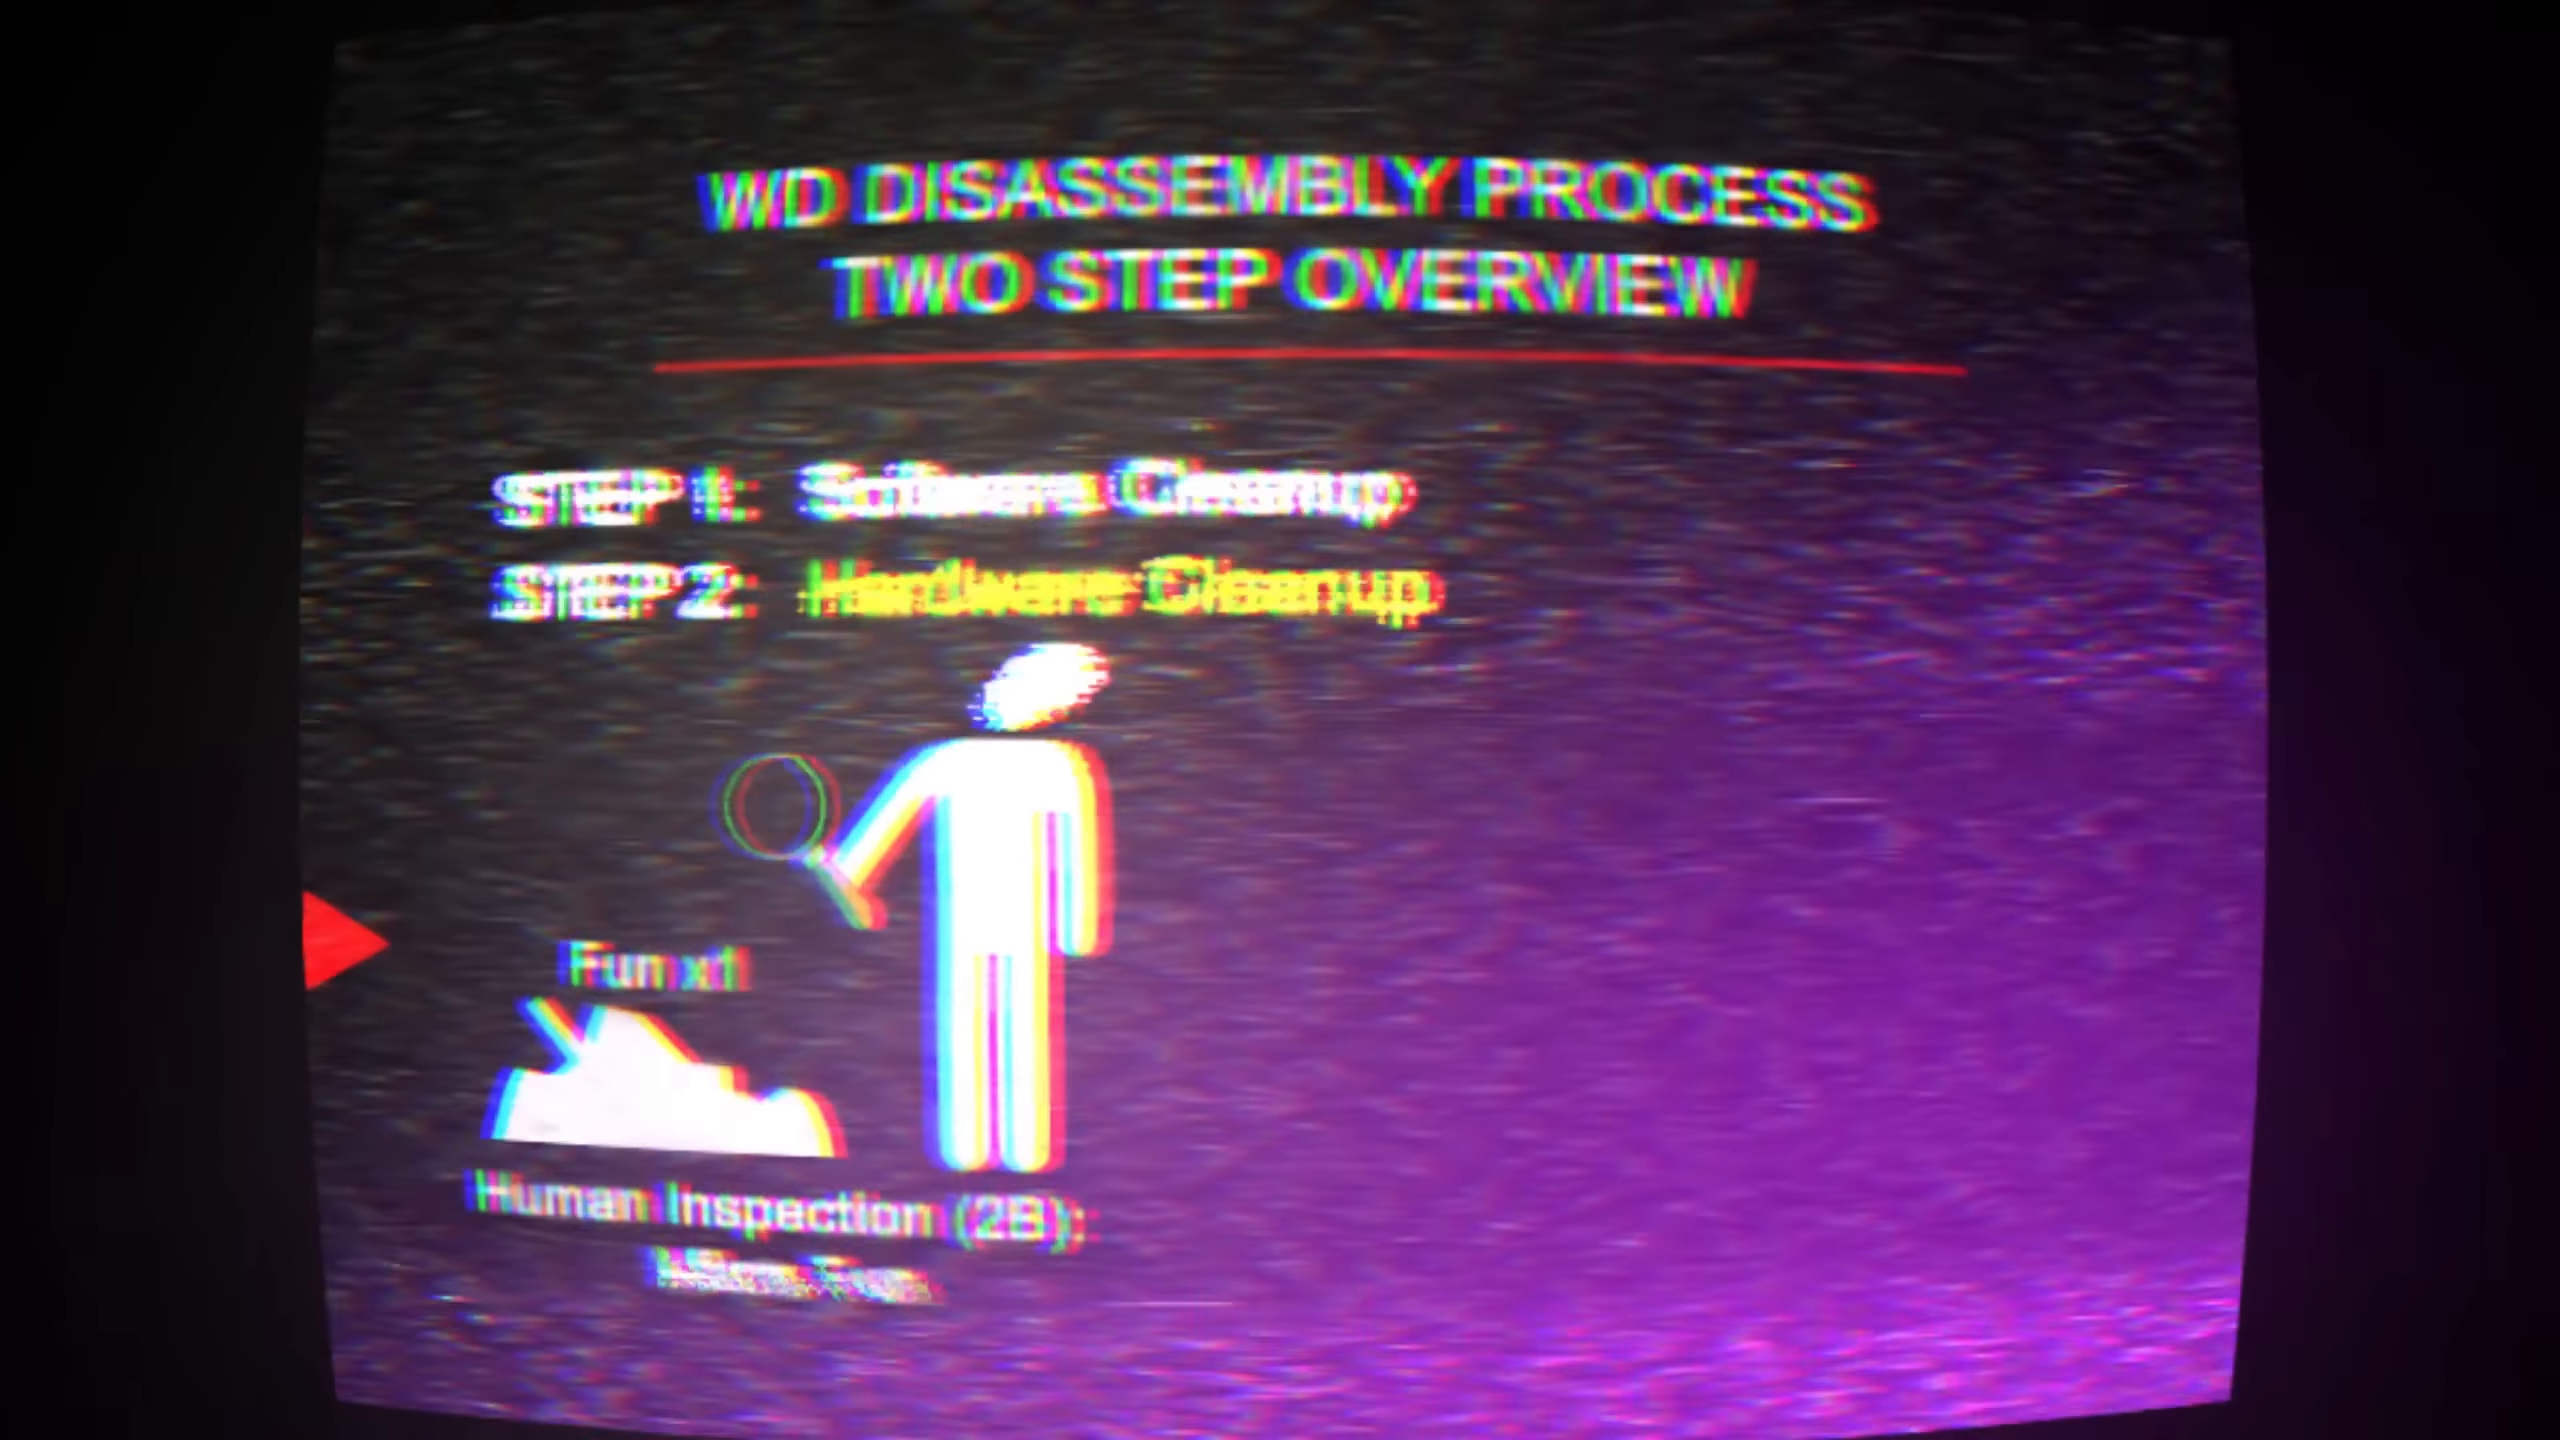 WD DISASSEMBLY PROCESS
TWO STEP OVERVIEW
STEP 1: Software Cleanup
STEP 2: Hardware Cleanup
Fun x1
Human Inspection (2B):